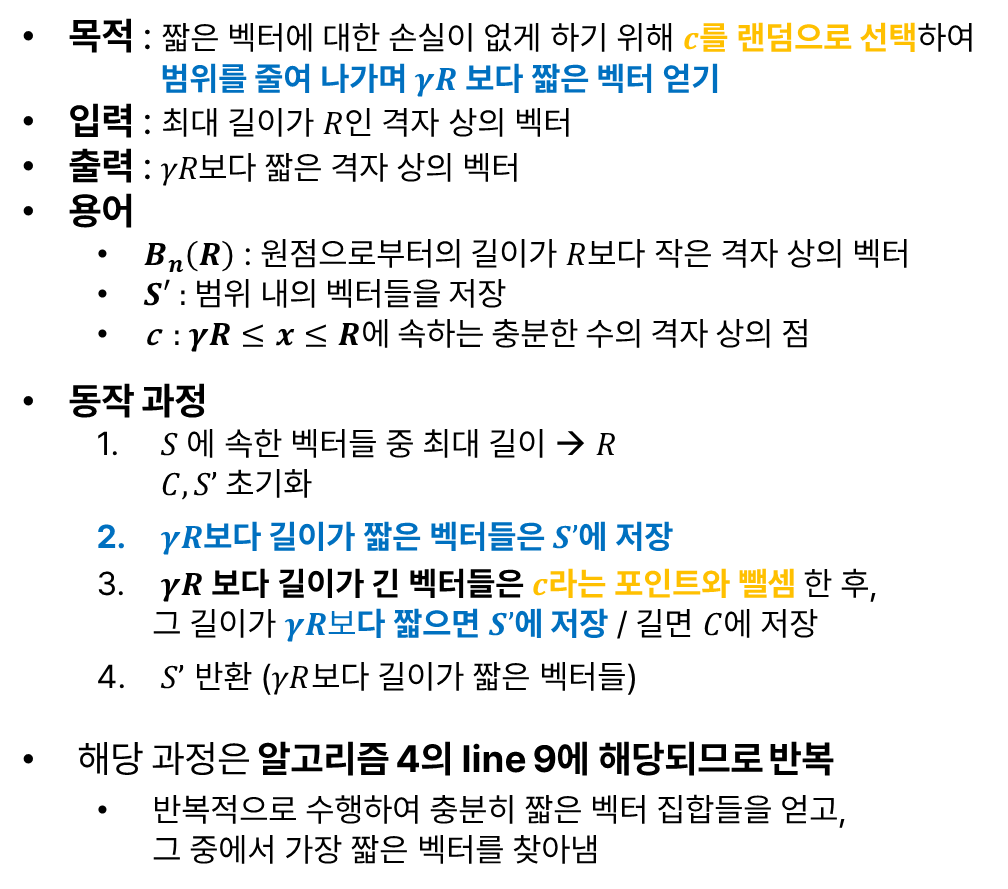 • 목적 : 짧은 벡터에 대한 손실이 없게 하기 위해 c를 랜덤으로 선택하여
범위를 줄여 나가며 γR 보다 짧은 벡터 얻기
• 입력 : 최대 길이가 R인 격자 상의 벡터
• 출력 : γR보다 짧은 격자 상의 벡터
• 용어
• Bₙ(R) : 원점으로부터의 길이가 R보다 작은 격자 상의 벡터
• S′ : 범위 내의 벡터들을 저장
• c : γR ≤ x ≤ R에 속하는 충분한 수의 격자 상의 점
• 동작 과정
1. S 에 속한 벡터들 중 최대 길이 → R
C, S’ 초기화
2. γR보다 길이가 짧은 벡터들은 S’에 저장
3. γR 보다 길이가 긴 벡터들은 c라는 포인트와 뺄셈 한 후,
그 길이가 γR보다 짧으면 S’에 저장 / 길면 C에 저장
4. S’ 반환 (γR보다 길이가 짧은 벡터들)
• 해당 과정은 알고리즘 4의 line 9에 해당되므로 반복
• 반복적으로 수행하여 충분히 짧은 벡터 집합들을 얻고,
그 중에서 가장 짧은 벡터를 찾아냄